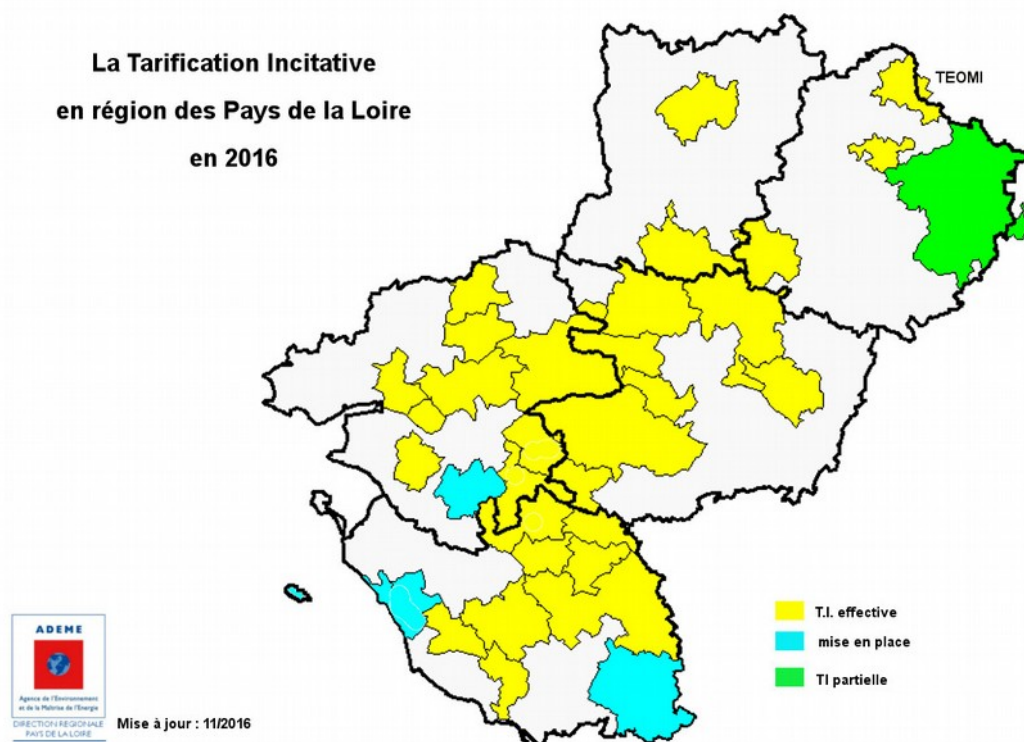 La Tarification Incitative
en région des Pays de la Loire
en 2016
TEOMI
T.I. effective
mise en place
TI partielle
ADEME
Agence de l'Environnement
et de la Maîtrise de l'Energie
DIRECTION REGIONALE
PAYS DE LA LOIRE
Mise à jour : 11/2016